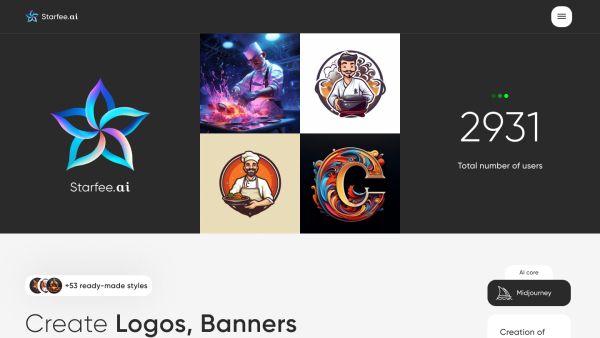 Starfee.ai
2931
Total number of users
Starfee.ai
C
+53 ready-made styles
AI core
Midjourney
Create Logos, Banners
Creation of